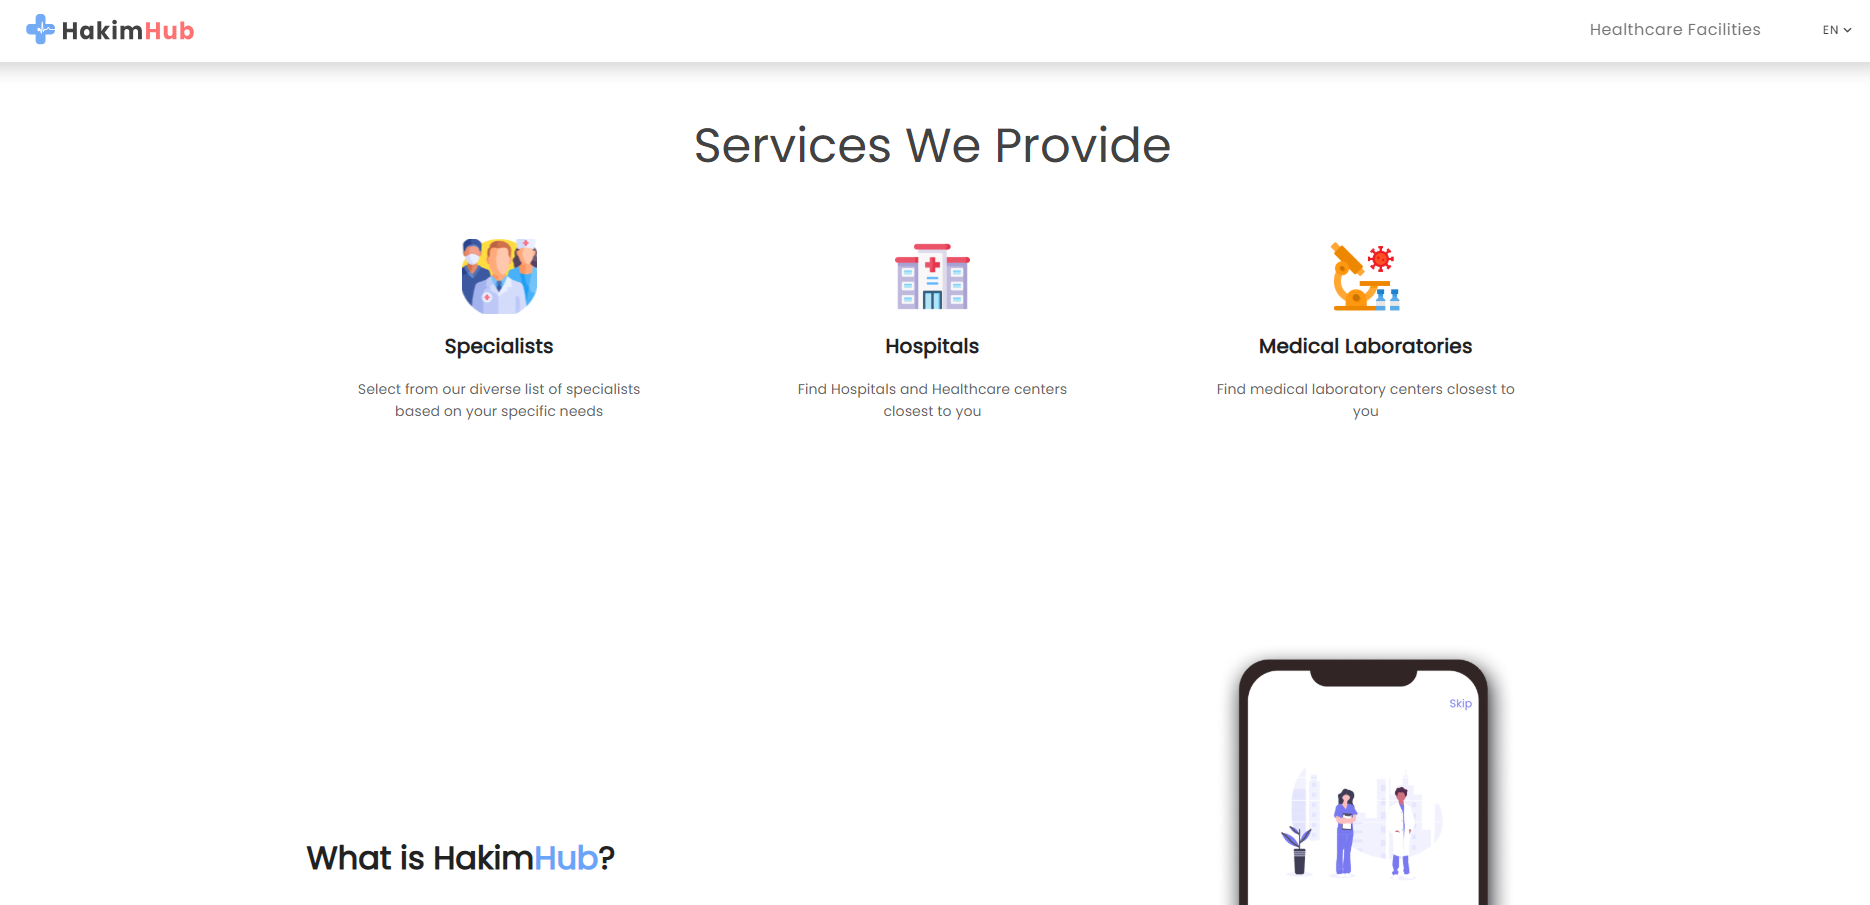 HakimHub
Healthcare Facilities
EN
Services We Provide
Specialists
Select from our diverse list of specialists
based on your specific needs
Hospitals
Find Hospitals and Healthcare centers
closest to you
Medical Laboratories
Find medical laboratory centers closest to
you
Skip
What is HakimHub?